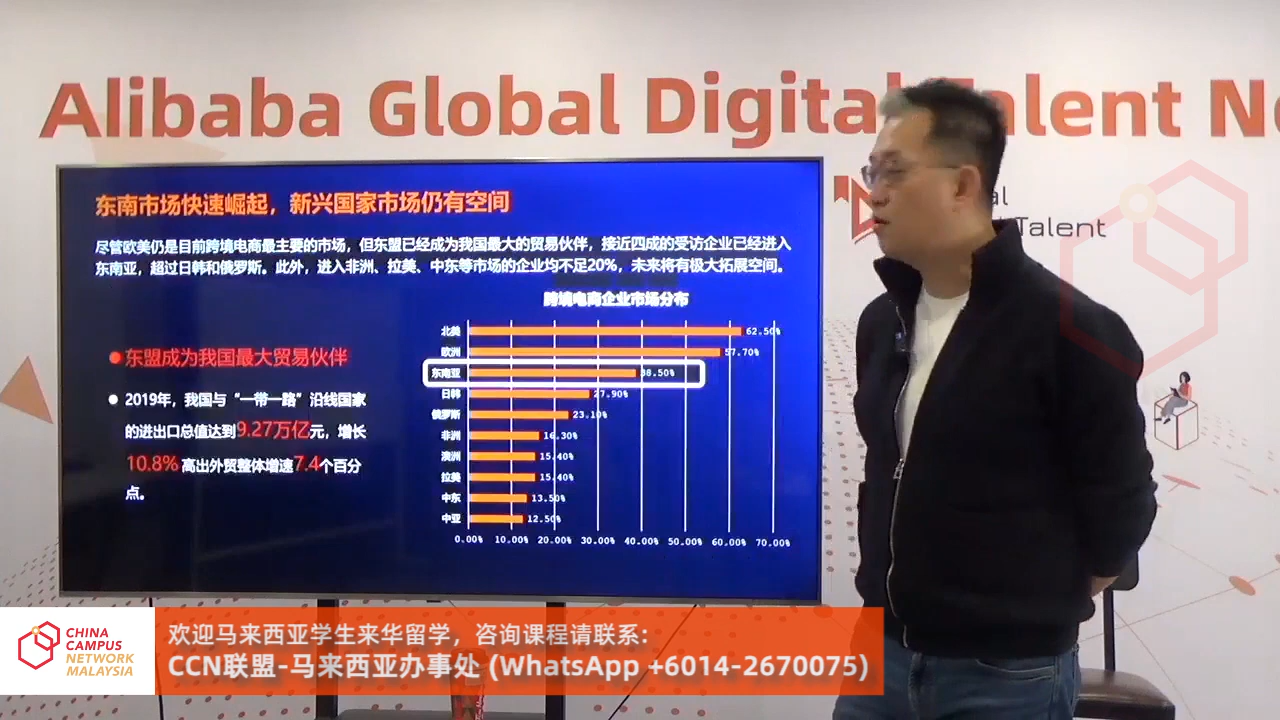 Alibaba Global Digital Talent Ne
al
Talent
东南市场快速崛起，新兴国家市场仍有空间
尽管欧美仍是目前跨境电商最主要的市场，但东盟已经成为我国最大的贸易伙伴，接近四成的受访企业已经进入
东南亚，超过日韩和俄罗斯。此外，进入非洲、拉美、中东等市场的企业均不足20%，未来将有极大拓展空间。
东盟成为我国最大贸易伙伴
2019年，我国与“一带一路”沿线国家
的进出口总值达到9.27万亿元，增长
10.8% 高出外贸整体增速7.4个百分
点。
跨境电商企业市场分布
北美 62.50%
欧洲 57.70%
东南亚 38.50%
日韩 27.90%
俄罗斯 23.10%
非洲 16.30%
澳洲 15.40%
拉美 15.40%
中东 13.50%
中亚 12.50%
0.00% 10.00% 20.00% 30.00% 40.00% 50.00% 60.00% 70.00%
CHINA
CAMPUS
NETWORK
MALAYSIA
欢迎马来西亚学生来华留学，咨询课程请联系：
CCN联盟-马来西亚办事处 (WhatsApp +6014-2670075)